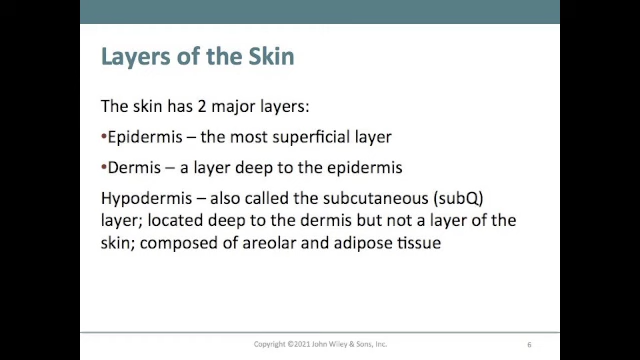 Layers of the Skin
The skin has 2 major layers:
•Epidermis – the most superficial layer
•Dermis – a layer deep to the epidermis
Hypodermis – also called the subcutaneous (subQ)
layer; located deep to the dermis but not a layer of the
skin; composed of areolar and adipose tissue
Copyright ©2021 John Wiley & Sons, Inc.
6